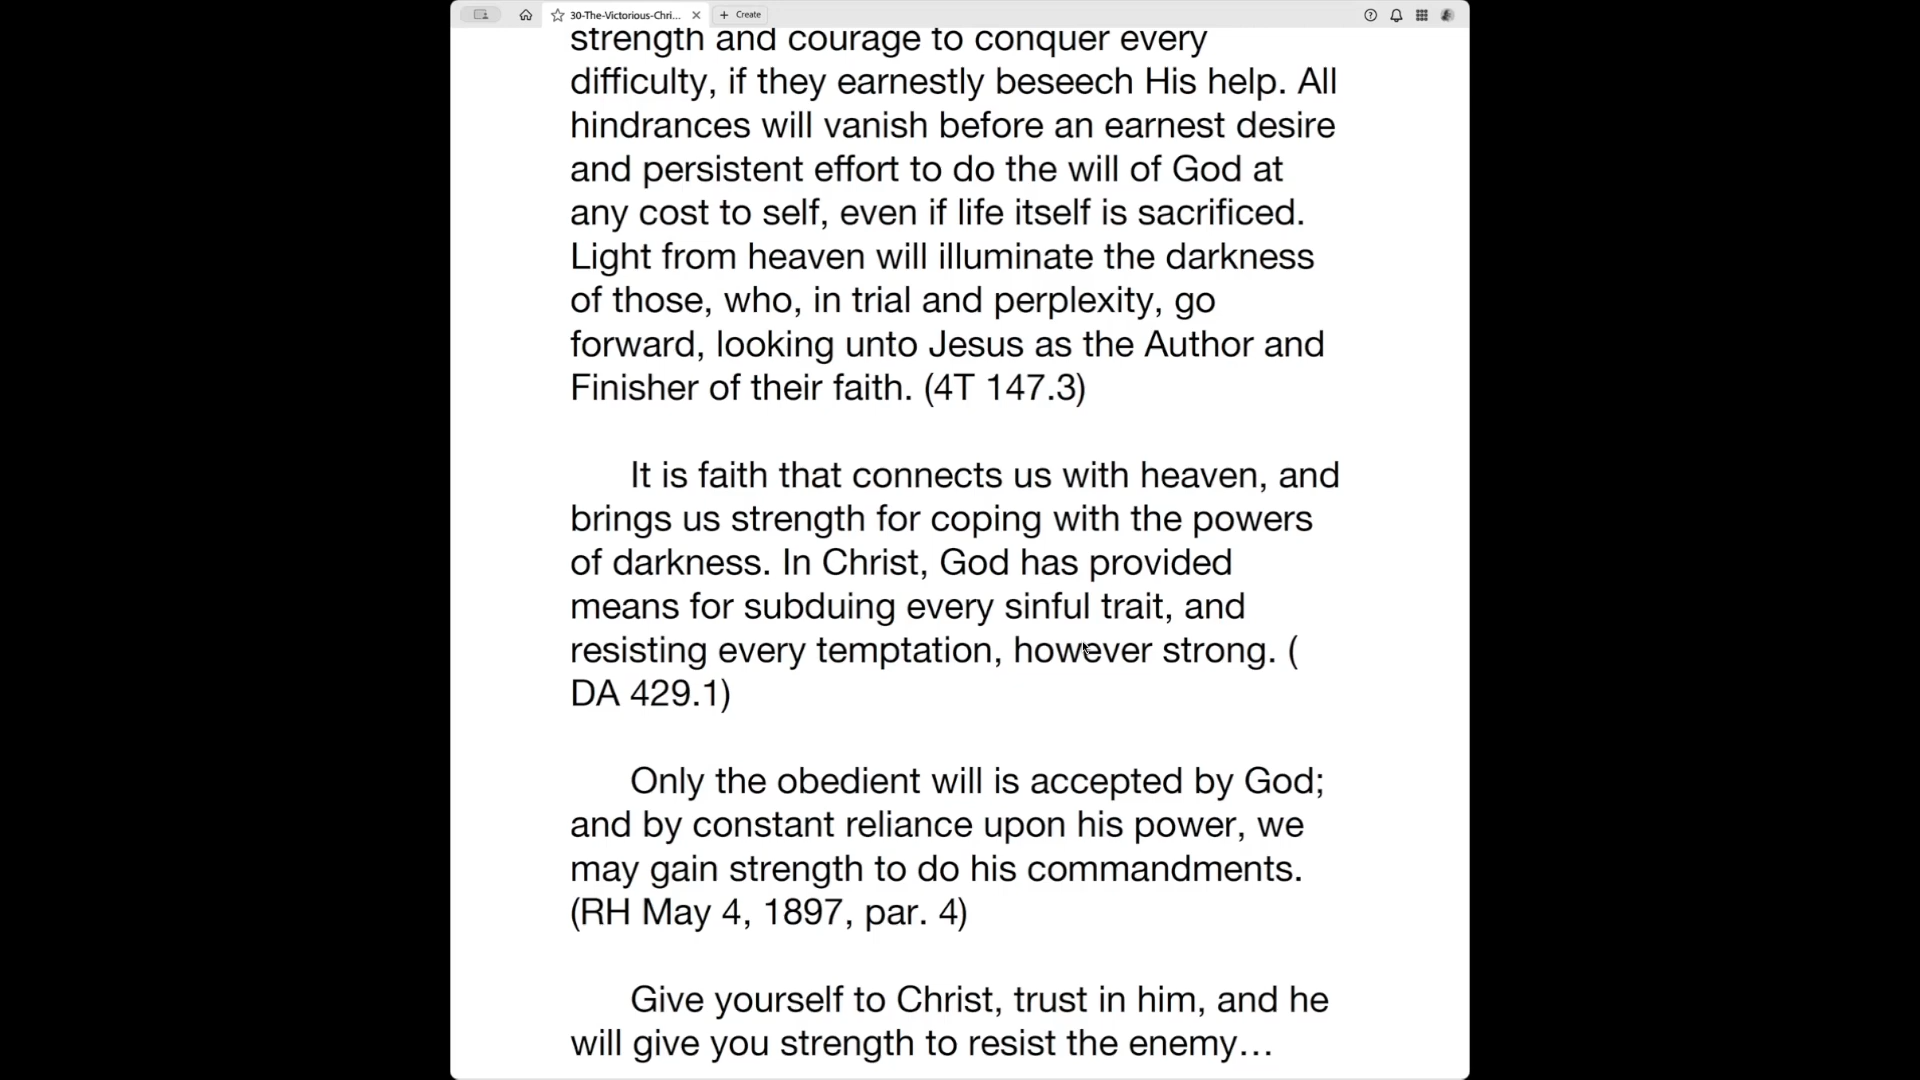 30-The-Victorious-Chri...
Create
strength and courage to conquer every
difficulty, if they earnestly beseech His help. All
hindrances will vanish before an earnest desire
and persistent effort to do the will of God at
any cost to self, even if life itself is sacrificed.
Light from heaven will illuminate the darkness
of those, who, in trial and perplexity, go
forward, looking unto Jesus as the Author and
Finisher of their faith. (4T 147.3)
It is faith that connects us with heaven, and
brings us strength for coping with the powers
of darkness. In Christ, God has provided
means for subduing every sinful trait, and
resisting every temptation, however strong. (
DA 429.1)
Only the obedient will is accepted by God;
and by constant reliance upon his power, we
may gain strength to do his commandments.
(RH May 4, 1897, par. 4)
Give yourself to Christ, trust in him, and he
will give you strength to resist the enemy…